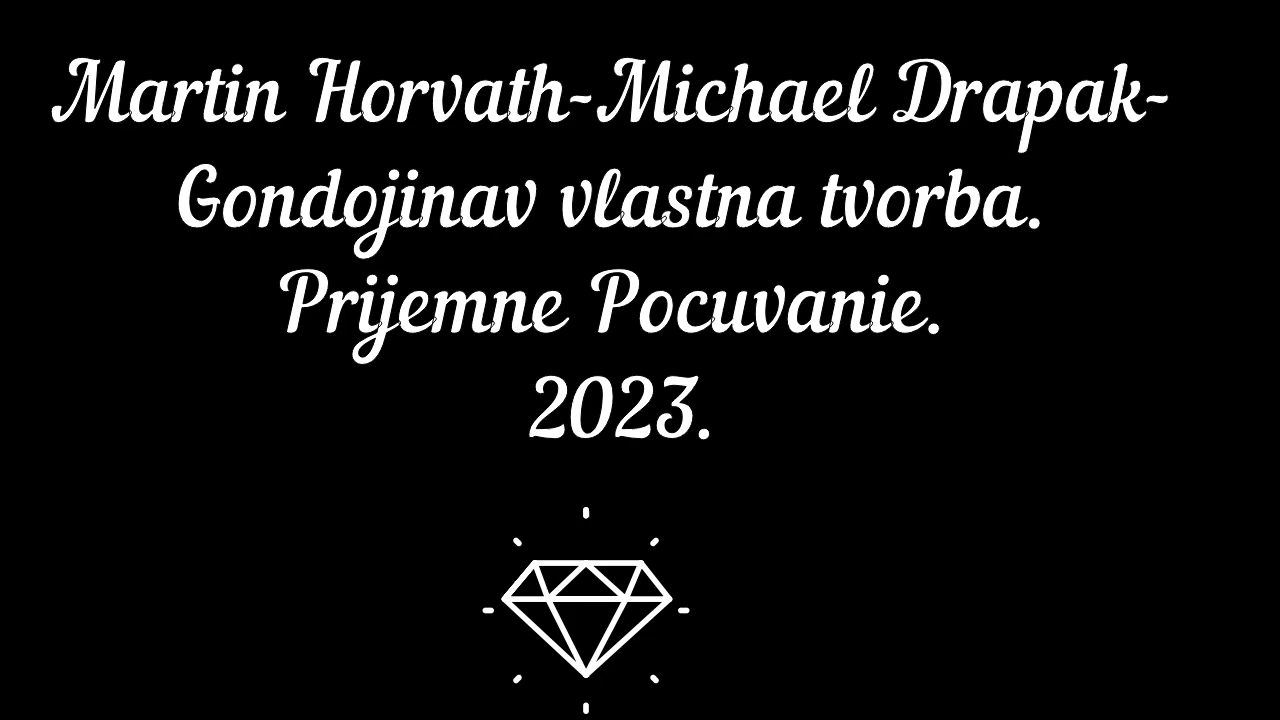 Martin Horvath-Michael Drapak-
Gondojinav vlastna tvorba.
Prijemne Pocuvanie.
2023.